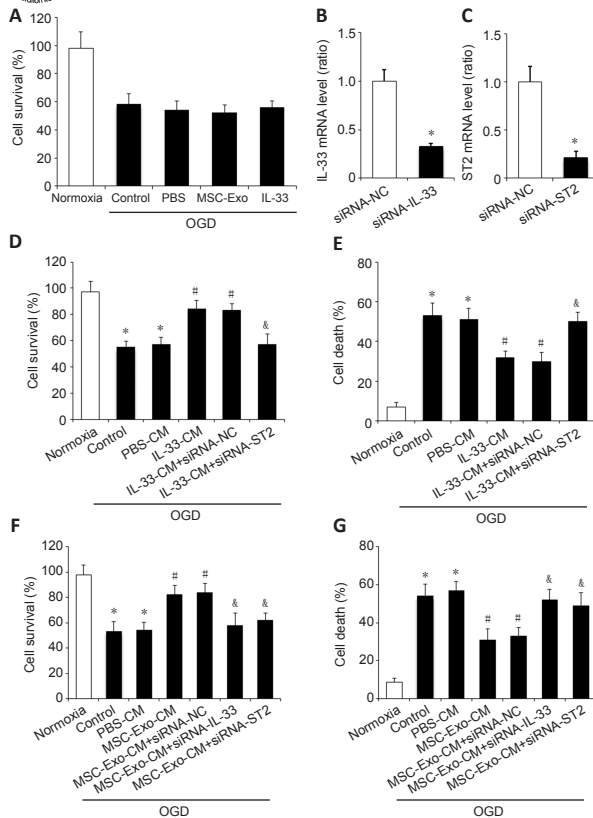 A
Cell survival (%)
120
100
80
60
40
20
0
Normoxia Control PBS MSC-Exo IL-33
OGD
B
IL-33 mRNA level (ratio)
1.5
1.0
0.5
0
*
siRNA-NC
siRNA-IL-33
C
ST2 mRNA level (ratio)
1.5
1.0
0.5
0
*
siRNA-NC
siRNA-ST2
D
Cell survival (%)
120
100
80
60
40
20
0
* * # # &
Normoxia
Control
PBS-CM
IL-33-CM
IL-33-CM+siRNA-NC
IL-33-CM+siRNA-ST2
OGD
E
Cell death (%)
80
60
40
20
0
* * # # &
Normoxia
Control
PBS-CM
IL-33-CM
IL-33-CM+siRNA-NC
IL-33-CM+siRNA-ST2
OGD
F
Cell survival (%)
120
100
80
60
40
20
0
* * # # & &
Normoxia
Control
PBS-CM
MSC-Exo-CM
MSC-Exo-CM+siRNA-NC
MSC-Exo-CM+siRNA-IL-33
MSC-Exo-CM+siRNA-ST2
OGD
G
Cell death (%)
80
60
40
20
0
* * # # & &
Normoxia
Control
PBS-CM
MSC-Exo-CM
MSC-Exo-CM+siRNA-NC
MSC-Exo-CM+siRNA-IL-33
MSC-Exo-CM+siRNA-ST2
OGD